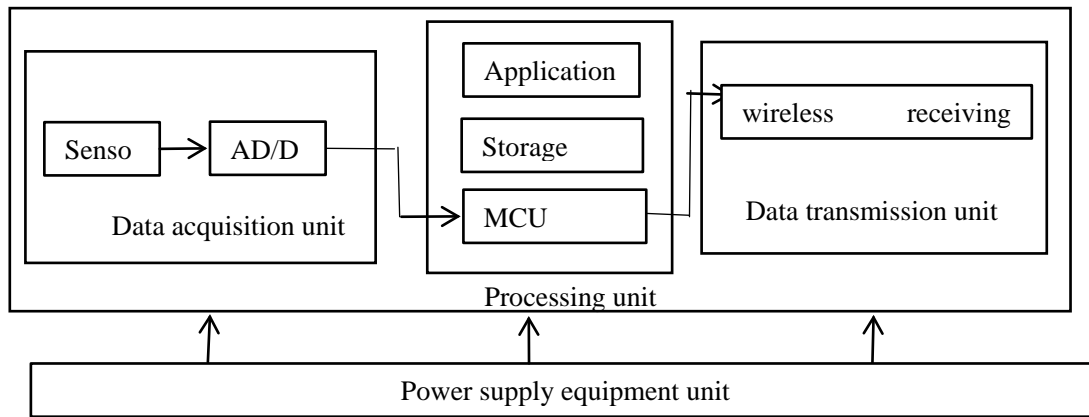 Application
wireless receiving
Senso
AD/D
Storage
MCU
Data acquisition unit
Data transmission unit
Processing unit
Power supply equipment unit